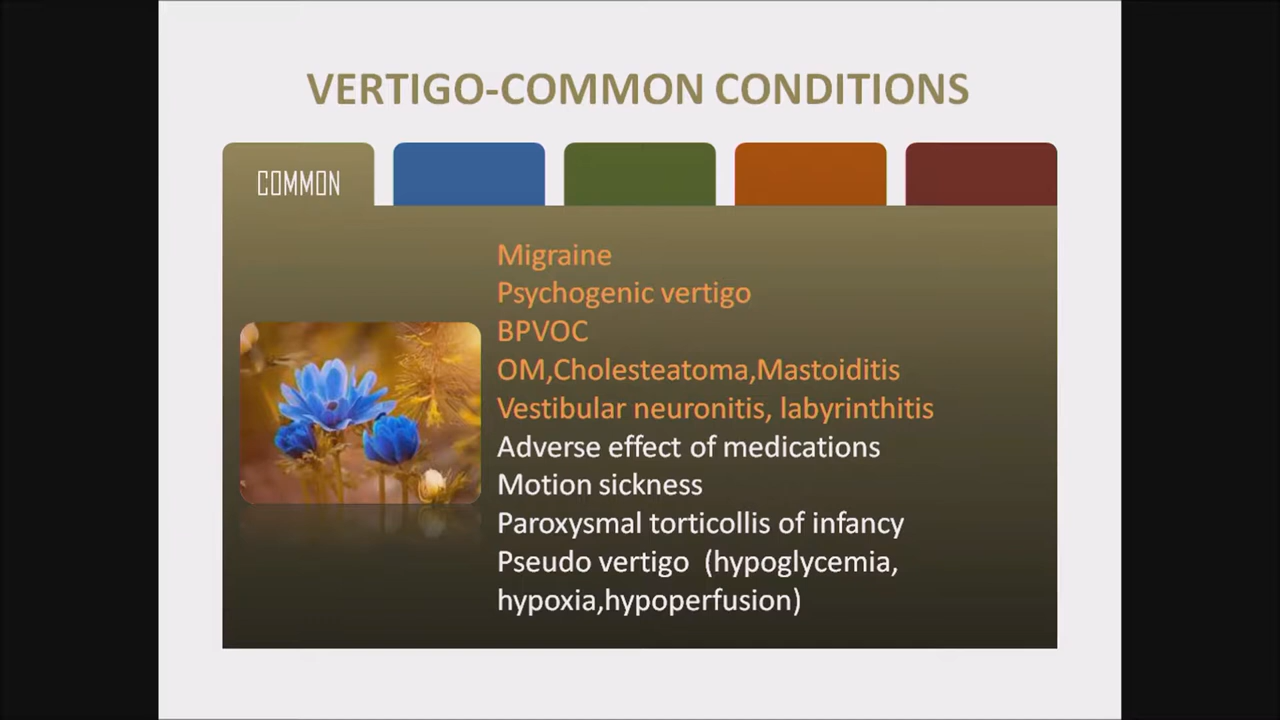 VERTIGO-COMMON CONDITIONS
COMMON
Migraine
Psychogenic vertigo
BPVOC
OM,Cholesteatoma,Mastoiditis
Vestibular neuronitis, labyrinthitis
Adverse effect of medications
Motion sickness
Paroxysmal torticollis of infancy
Pseudo vertigo (hypoglycemia,
hypoxia,hypoperfusion)